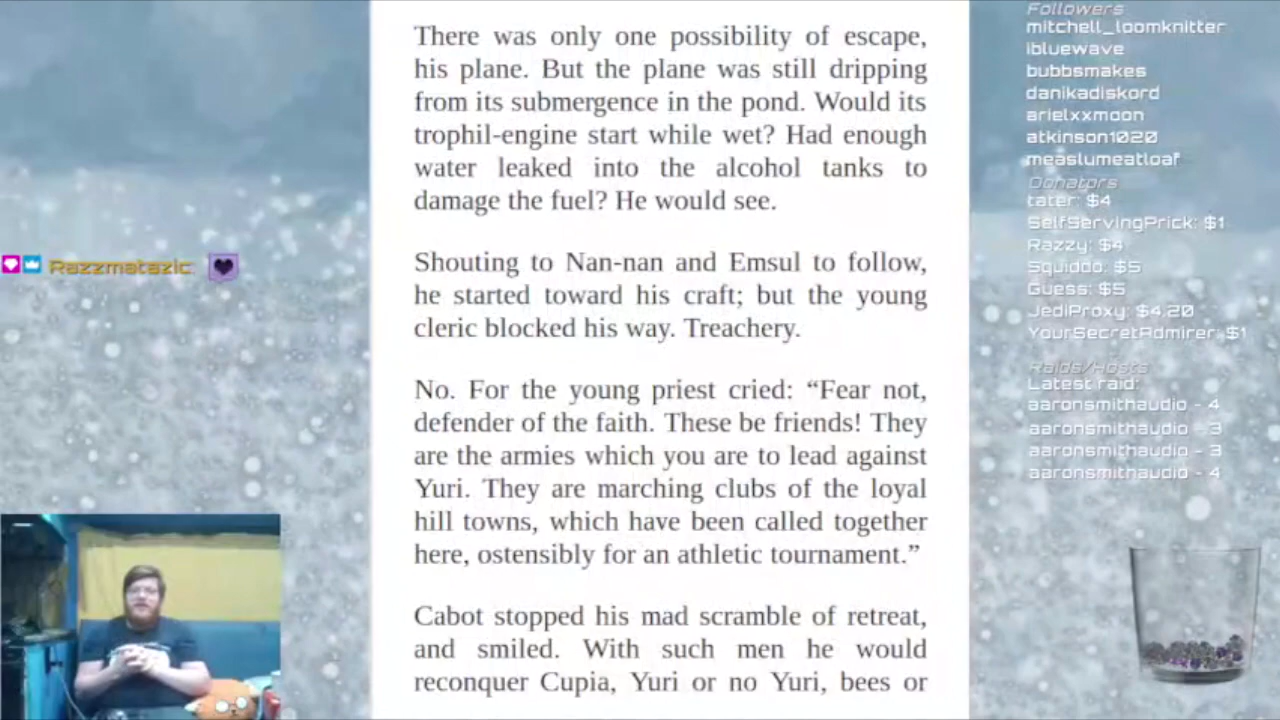 There was only one possibility of escape,
his plane. But the plane was still dripping
from its submergence in the pond. Would its
trophil-engine start while wet? Had enough
water leaked into the alcohol tanks to
damage the fuel? He would see.
Shouting to Nan-nan and Emsul to follow,
he started toward his craft; but the young
cleric blocked his way. Treachery.
No. For the young priest cried: “Fear not,
defender of the faith. These be friends! They
are the armies which you are to lead against
Yuri. They are marching clubs of the loyal
hill towns, which have been called together
here, ostensibly for an athletic tournament.”
Cabot stopped his mad scramble of retreat,
and smiled. With such men he would
reconquer Cupia, Yuri or no Yuri, bees or
Razzmatazic:
Followers
mitchell_loomknitter
ibluewave
bubbsmakes
danikadiskord
arielxxmoon
atkinson1020
measlumeatloaf
Donators
tater: $4
SelfServingPrick: $1
Razzy: $4
Squiddo: $5
Guess: $5
JediProxy: $4.20
YourSecretAdmirer: $1
Raids/Hosts
Latest raid:
aaronsmithaudio - 4
aaronsmithaudio - 3
aaronsmithaudio - 3
aaronsmithaudio - 4